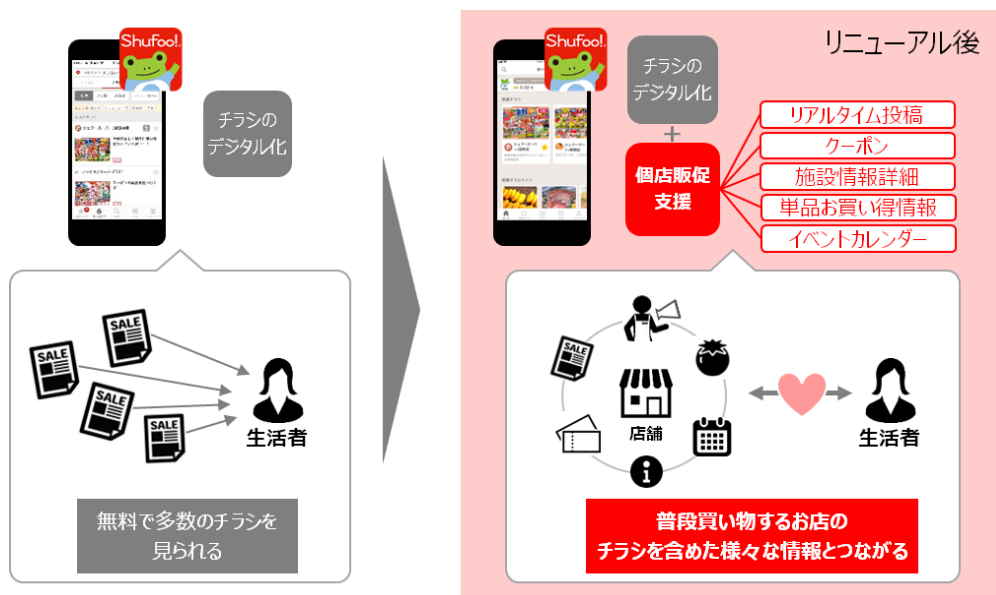 Shufoo!
チラシの
デジタル化
SALE
SALE
SALE
SALE
生活者
無料で多数のチラシを
見られる
リニューアル後
Shufoo!
チラシの
デジタル化
+
個店販促
支援
リアルタイム投稿
クーポン
施設情報詳細
単品お買い得情報
イベントカレンダー
SALE
店舗
i
生活者
普段買い物するお店の
チラシを含めた様々な情報とつながる